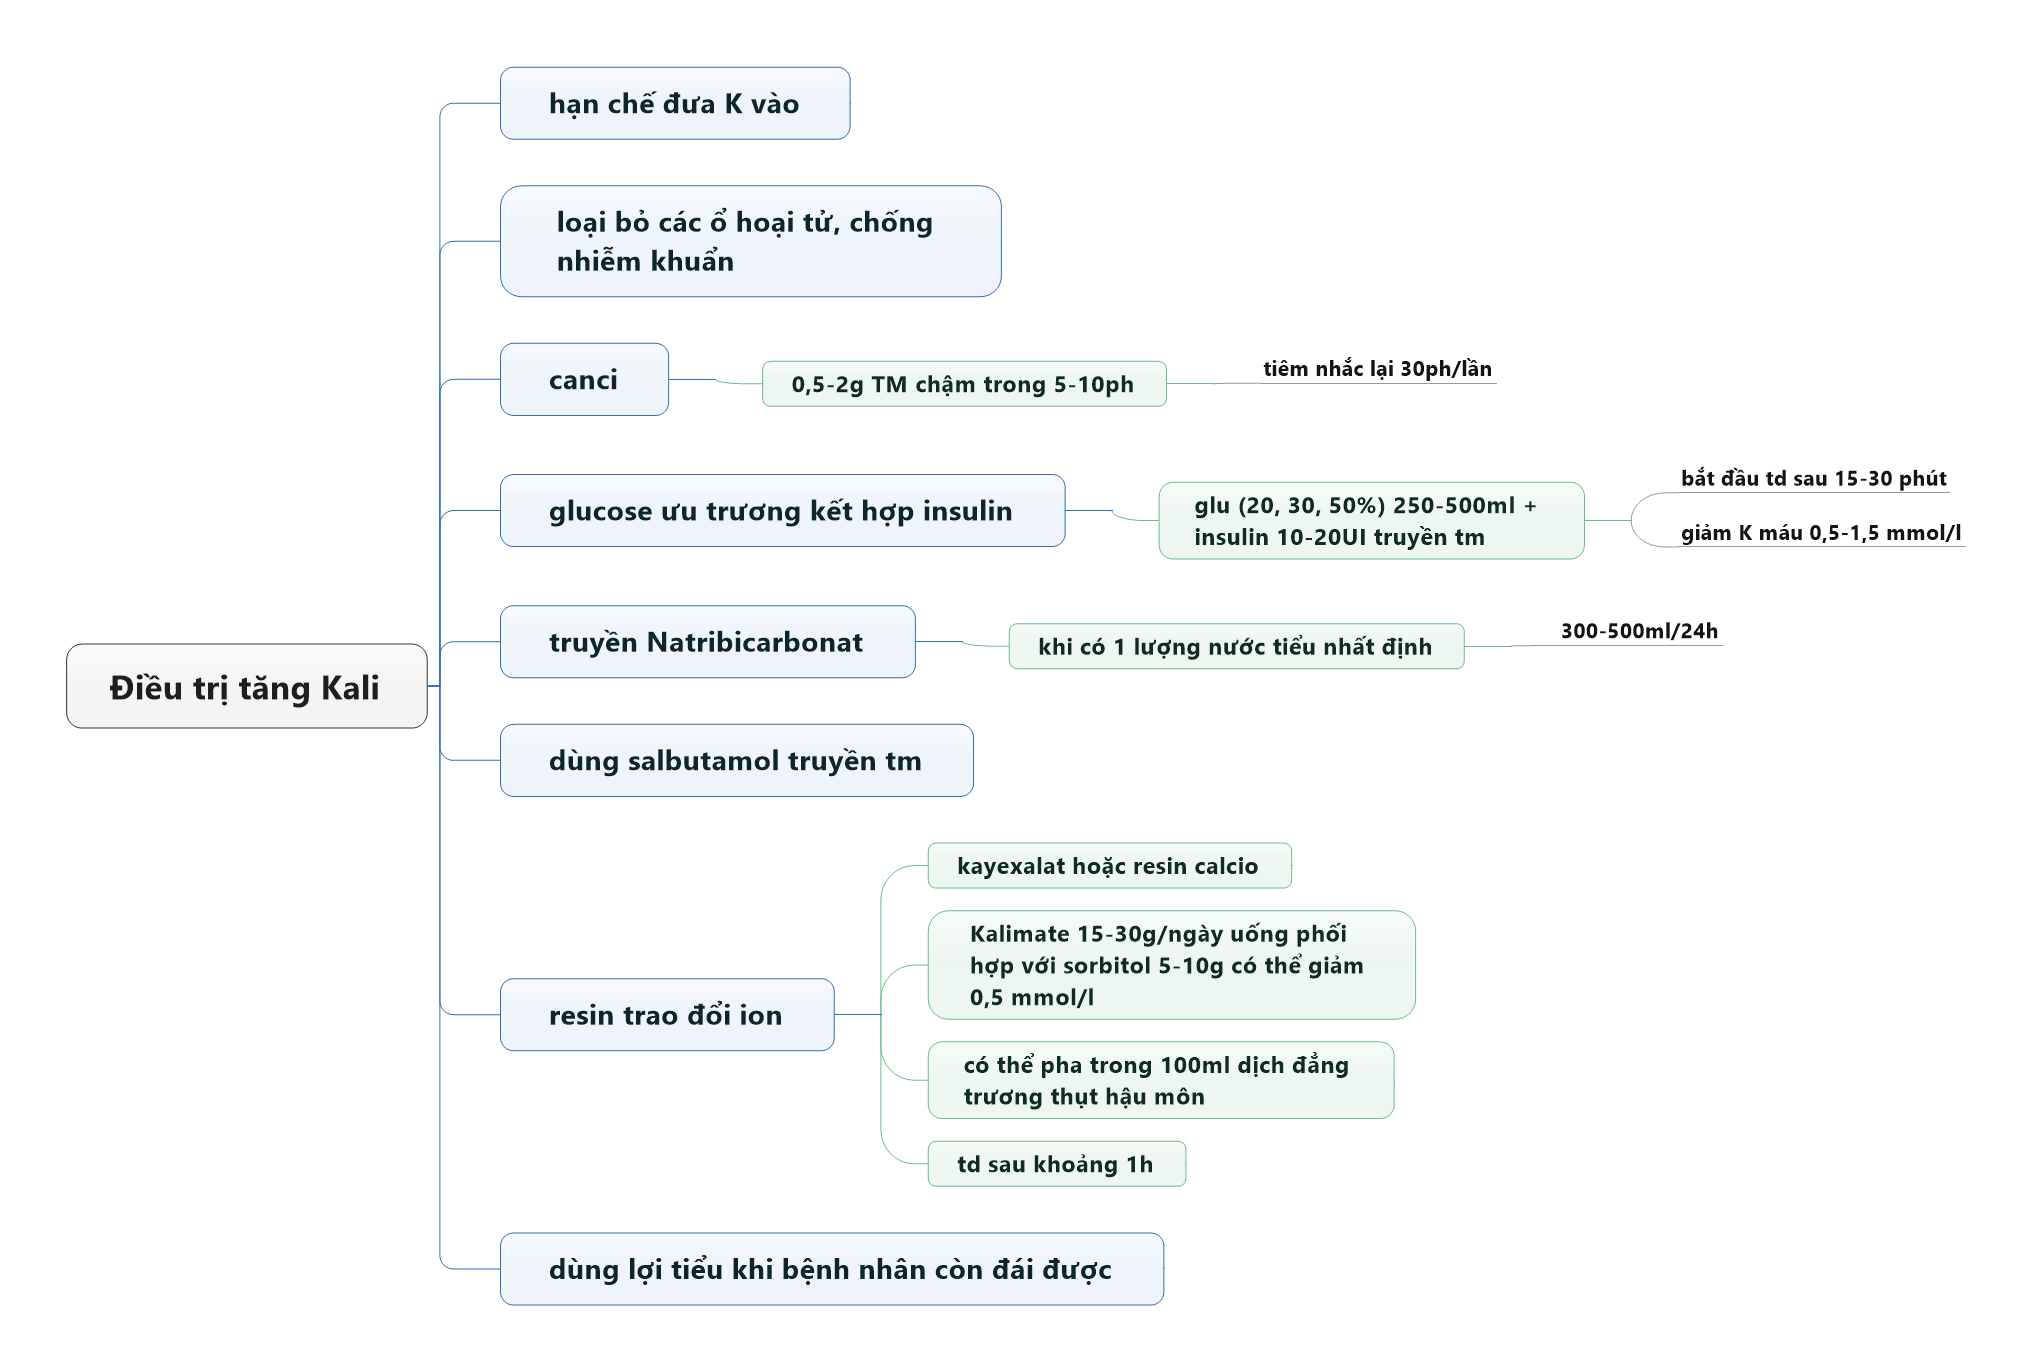 hạn chế đưa K vào
loại bỏ các ổ hoại tử, chống
nhiễm khuẩn
canci
0,5-2g TM chậm trong 5-10ph
tiêm nhắc lại 30ph/lần
glucose ưu trương kết hợp insulin
glu (20, 30, 50%) 250-500ml +
insulin 10-20UI truyền tm
bắt đầu td sau 15-30 phút
giảm K máu 0,5-1,5 mmol/l
truyền Natribicarbonat
khi có 1 lượng nước tiểu nhất định
300-500ml/24h
Điều trị tăng Kali
dùng salbutamol truyền tm
resin trao đổi ion
kayexalat hoặc resin calcio
Kalimate 15-30g/ngày uống phối
hợp với sorbitol 5-10g có thể giảm
0,5 mmol/l
có thể pha trong 100ml dịch đẳng
trương thụt hậu môn
td sau khoảng 1h
dùng lợi tiểu khi bệnh nhân còn đái được